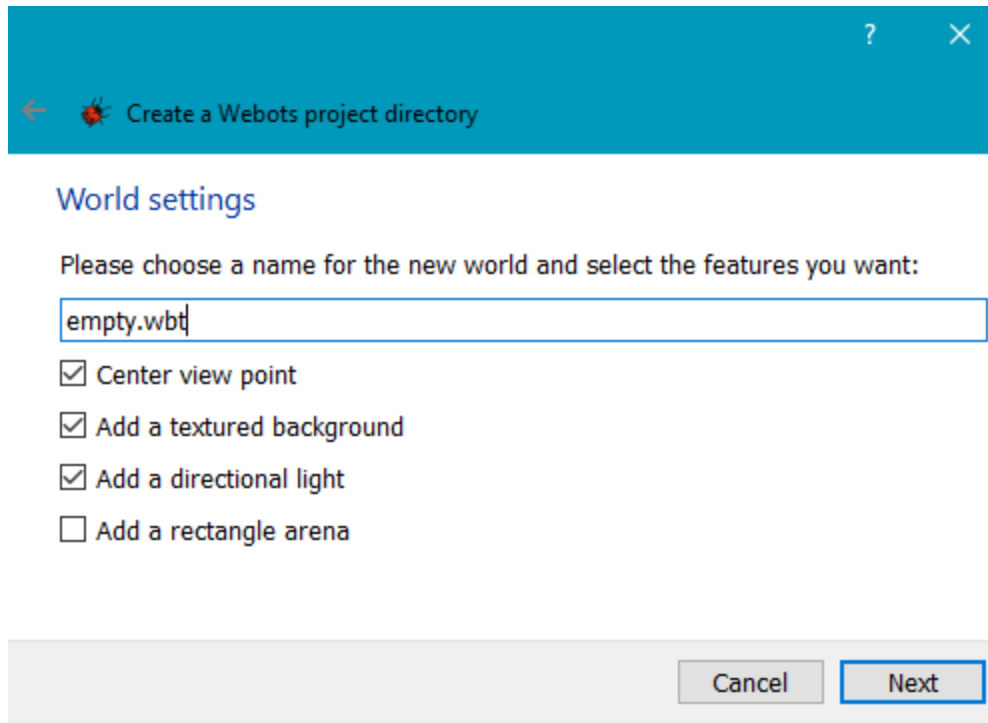 ?
Create a Webots project directory
World settings
Please choose a name for the new world and select the features you want:
empty.wbt
Center view point
Add a textured background
Add a directional light
Add a rectangle arena
Cancel Next